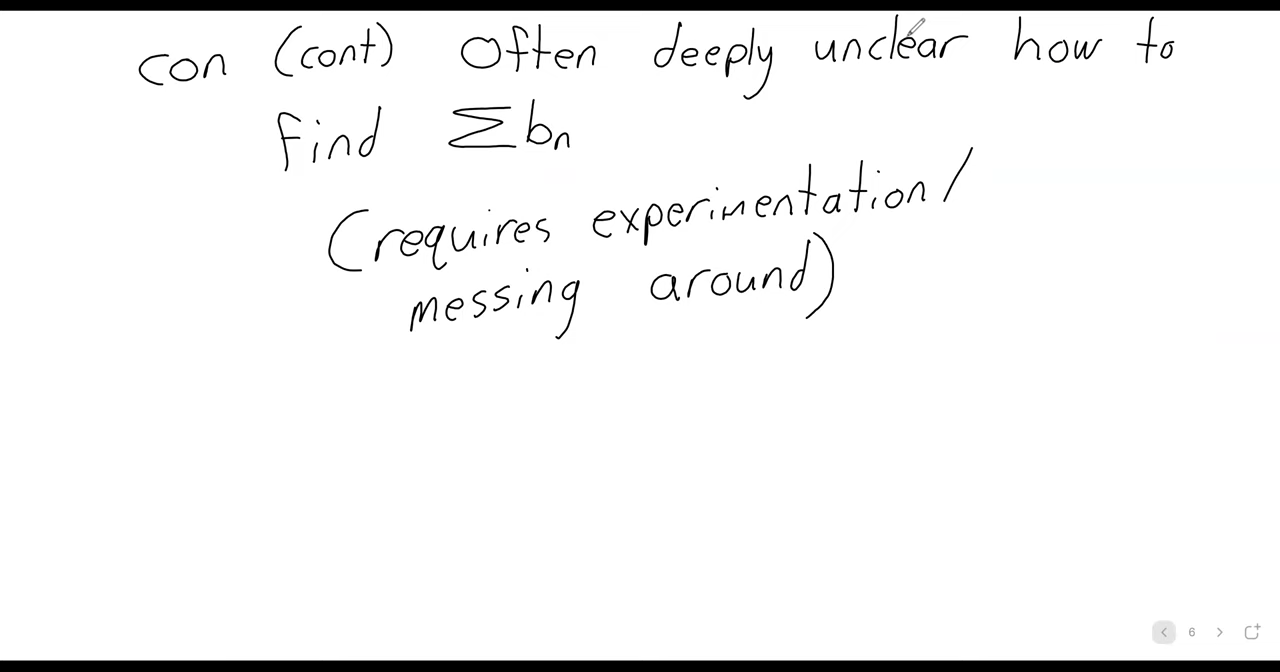 con (cont) Often deeply unclear how to
find Σbₙ
(requires experimentation/
messing around)
6